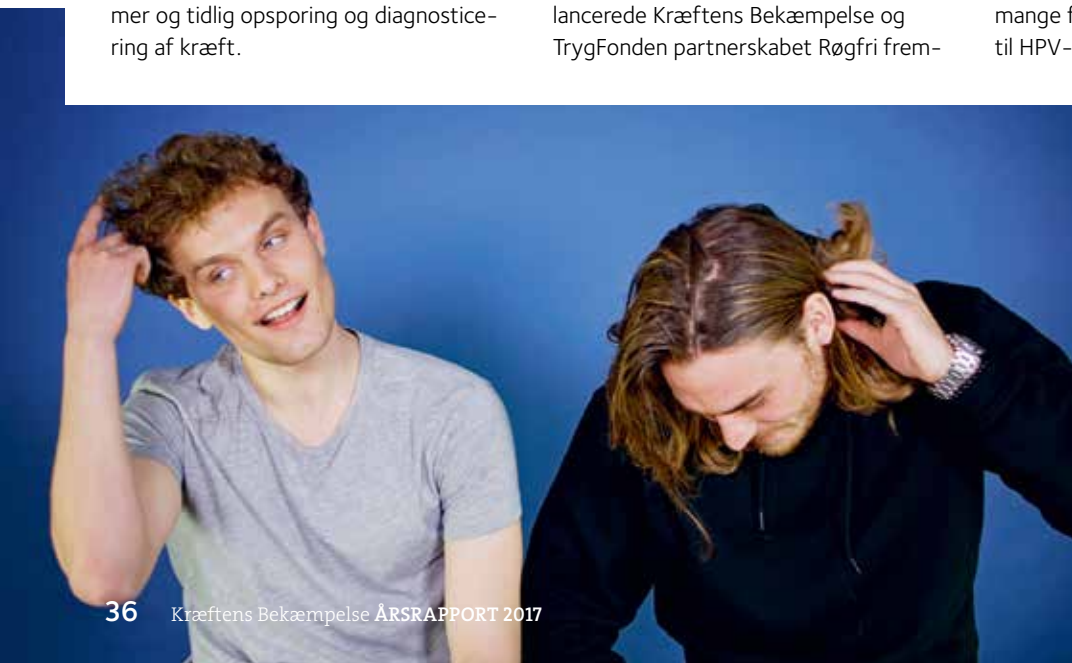 mer og tidlig opsporing og diagnostice-
ring af kræft.
lancerede Kræftens Bekæmpelse og
TrygFonden partnerskabet Røgfri frem-
mange
til HPV-
36 Kræftens Bekæmpelse ÅRSRAPPORT 2017